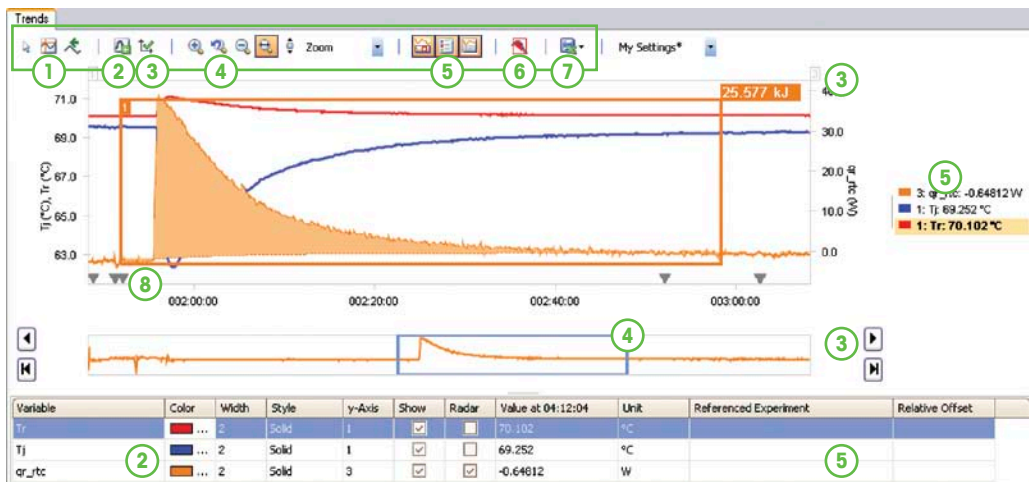 Trends
Zoom
My Settings*
1
2
3
4
5
6
7
71.0
69.0
67.0
65.0
63.0
Tj (°C), Tr (°C)
1
25.577 kJ
3
30.0
20.0
10.0
0.0
qr_rtc (W)
5
3: qr_rtc: -0.64812 W
1: Tj: 69.252 °C
1: Tr: 70.102 °C
8
002:00:00
002:20:00
002:40:00
003:00:00
4
3
Variable Color Width Style y-Axis Show Radar Value at 04:12:04 Unit Referenced Experiment Relative Offset
Tr ... 2 Solid 1 70.102 °C
Tj ... 2 Solid 1 69.252 °C
qr_rtc ... 2 Solid 3 -0.64812 W
2
5